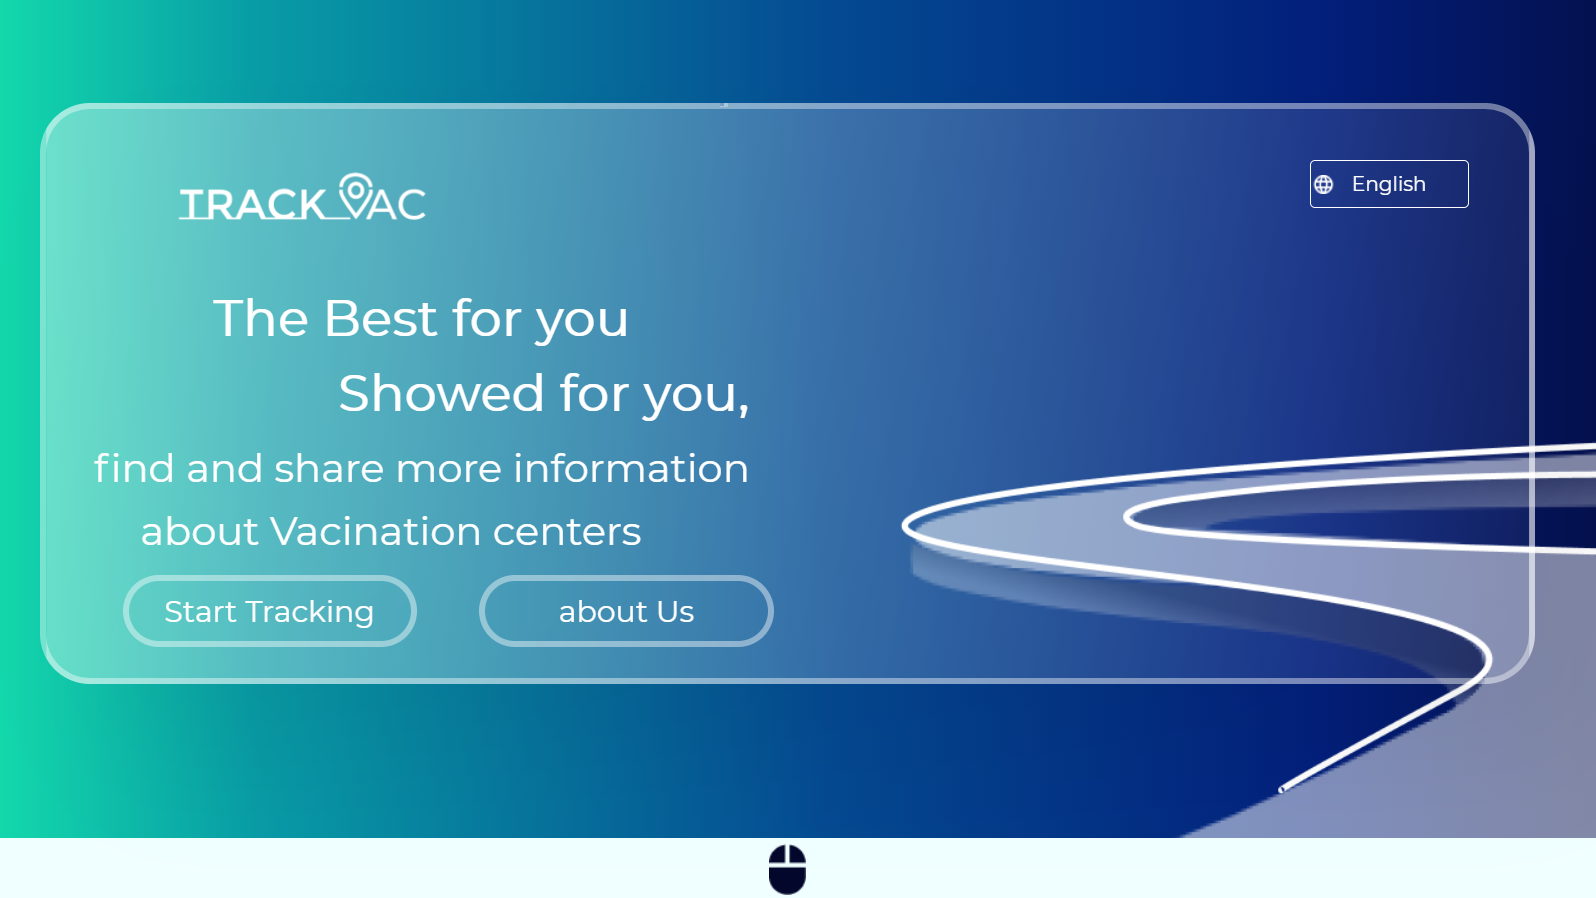 TRACK VAC
English
The Best for you
Showed for you,
find and share more information
about Vacination centers
Start Tracking
about Us